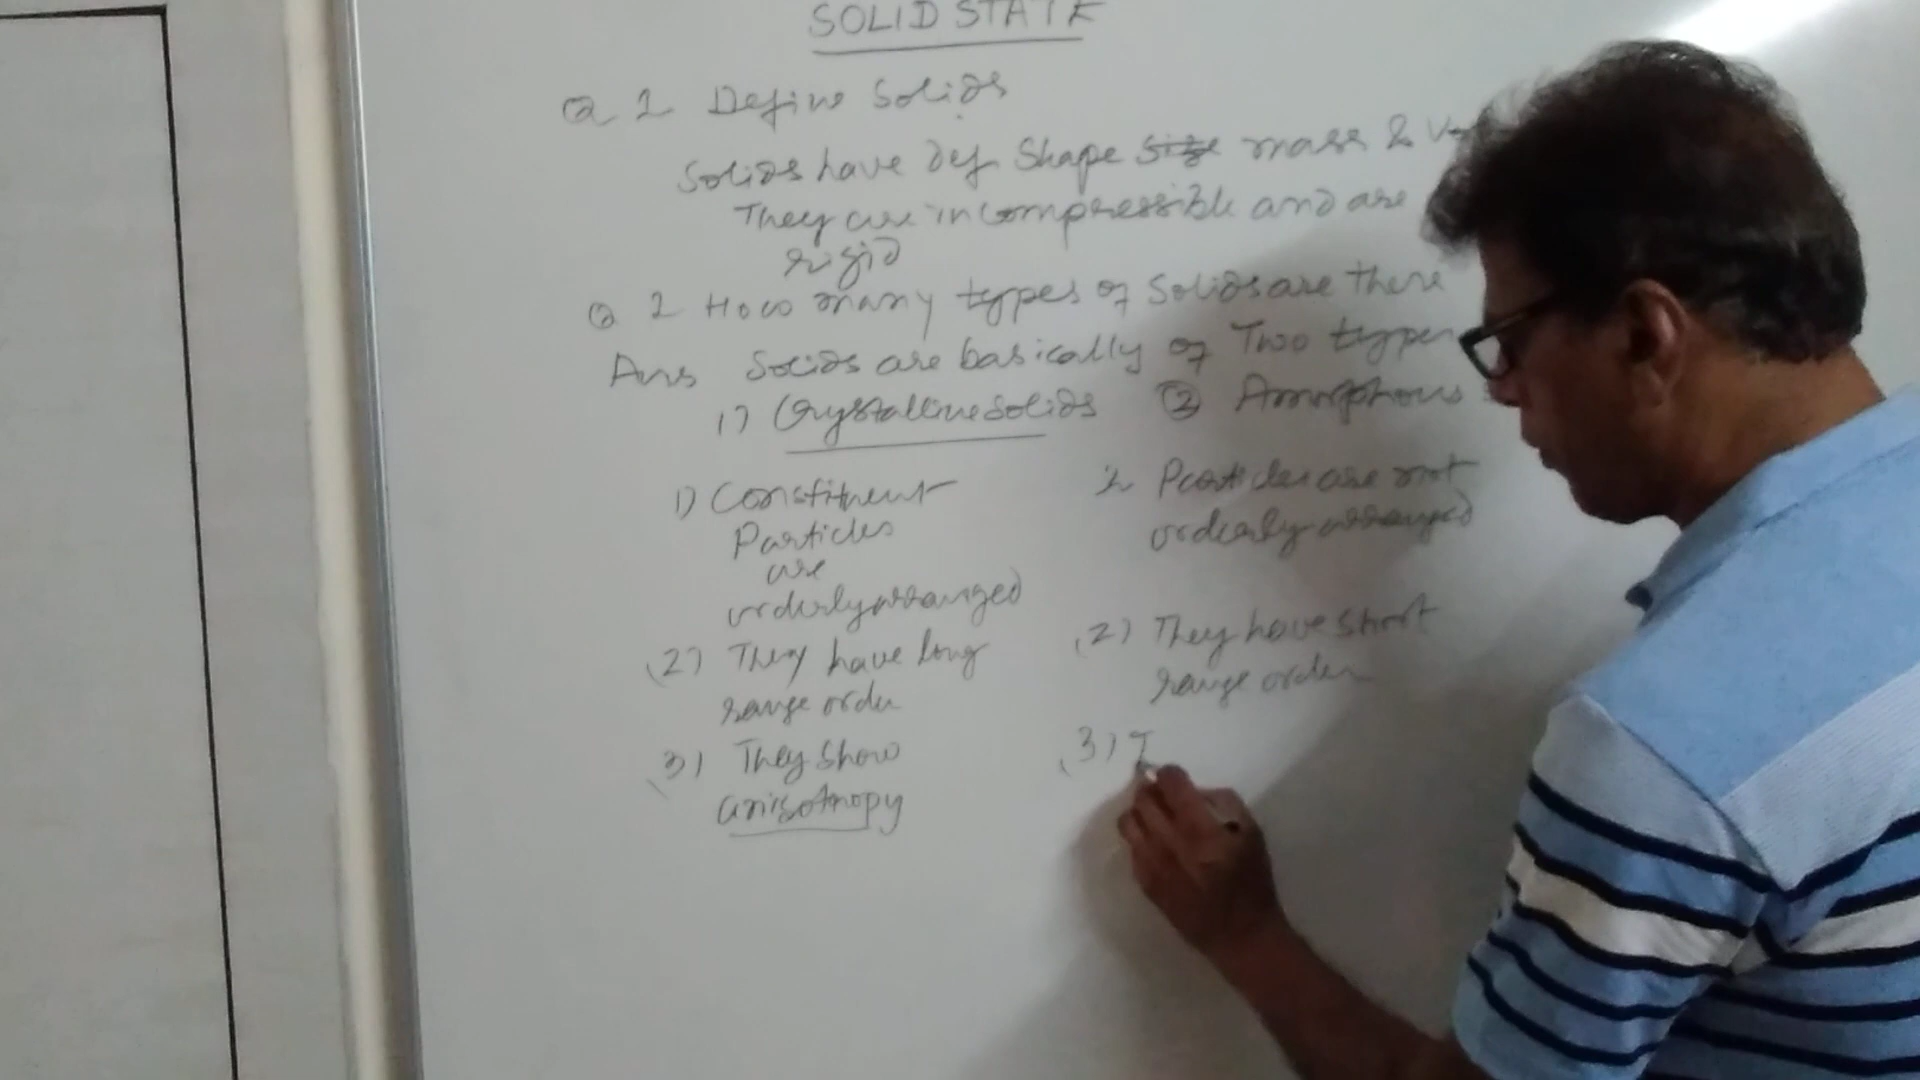 SOLID STATE
Q 1 Define Solids
Solids have def Shape size mass &
They are incompressible and are
rigid
Q 2 How many types of Solids are there
Ans Solids are basically of Two types
1) Crystalline solids ② Amorphous
1) Constituent
Particles
are
orderly arranged
Particles are not
orderly arranged
(2) They have long
range order
(2) They have short
range order
(3) They show
anisotropy
(3) I